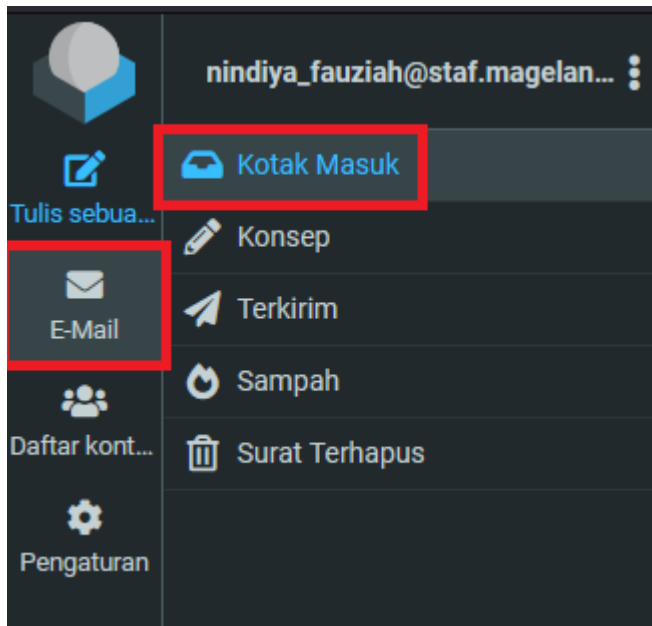 nindiya_fauziah@staf.magelan...
Tulis sebua...
E-Mail
Daftar kont...
Pengaturan
Kotak Masuk
Konsep
Terkirim
Sampah
Surat Terhapus